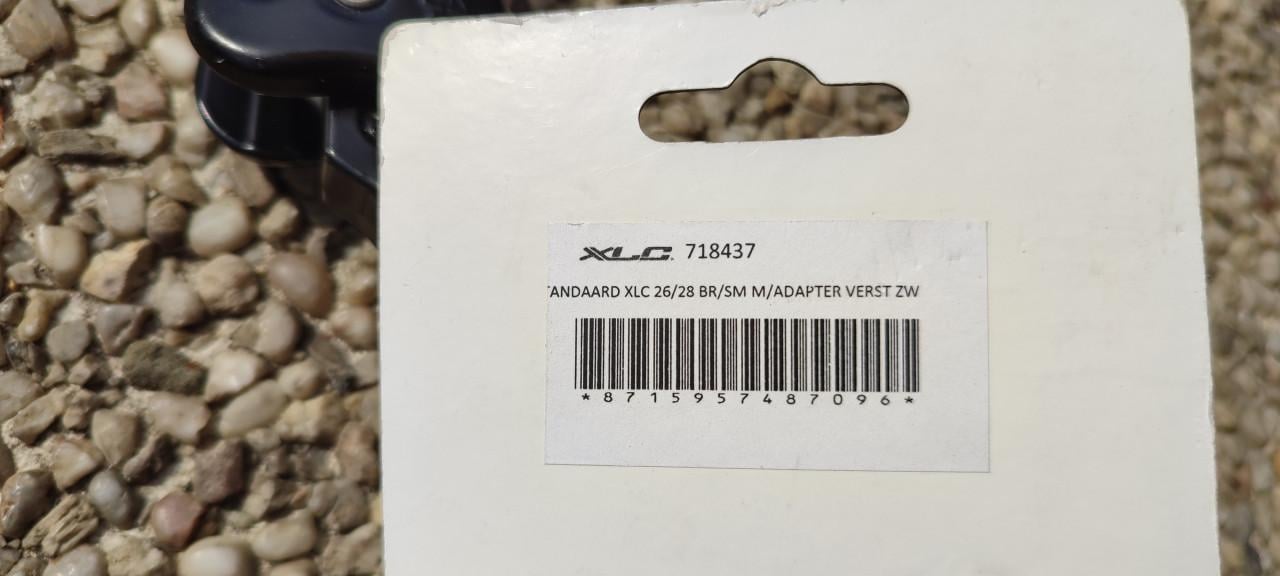 XLC 718437
TANDAARD XLC 26/28 BR/SM M/ADAPTER VERST ZW
*8715957487096*